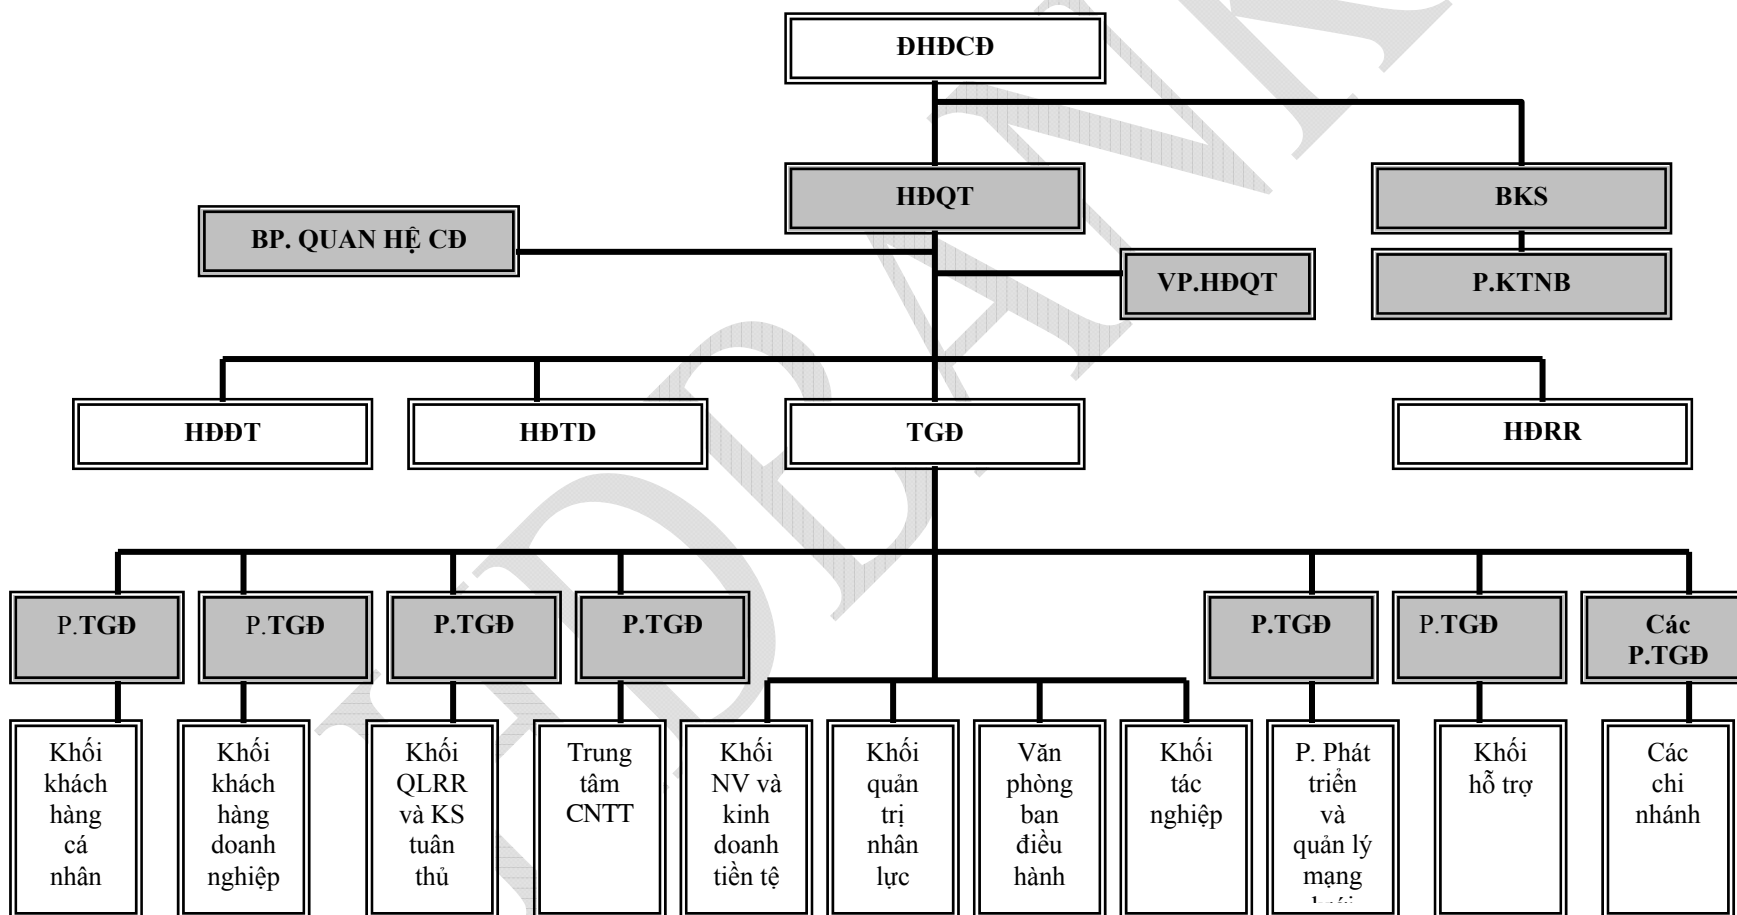 ĐHĐCĐ
HĐQT
BKS
BP. QUAN HỆ CĐ
VP.HĐQT
P.KTNB
HĐĐT
HĐTD
TGĐ
HĐRR
P.TGĐ
P.TGĐ
P.TGĐ
P.TGĐ
P.TGĐ
P.TGĐ
Các
P.TGĐ
Khối
khách
hàng
cá
nhân
Khối
khách
hàng
doanh
nghiệp
Khối
QLRR
và KS
tuân
thủ
Trung
tâm
CNTT
Khối
NV và
kinh
doanh
tiền tệ
Khối
quản
trị
nhân
lực
Văn
phòng
ban
điều
hành
Khối
tác
nghiệp
P. Phát
triển
và
quản lý
mạng
Khối
hỗ trợ
Các
chi
nhánh
HDBANK